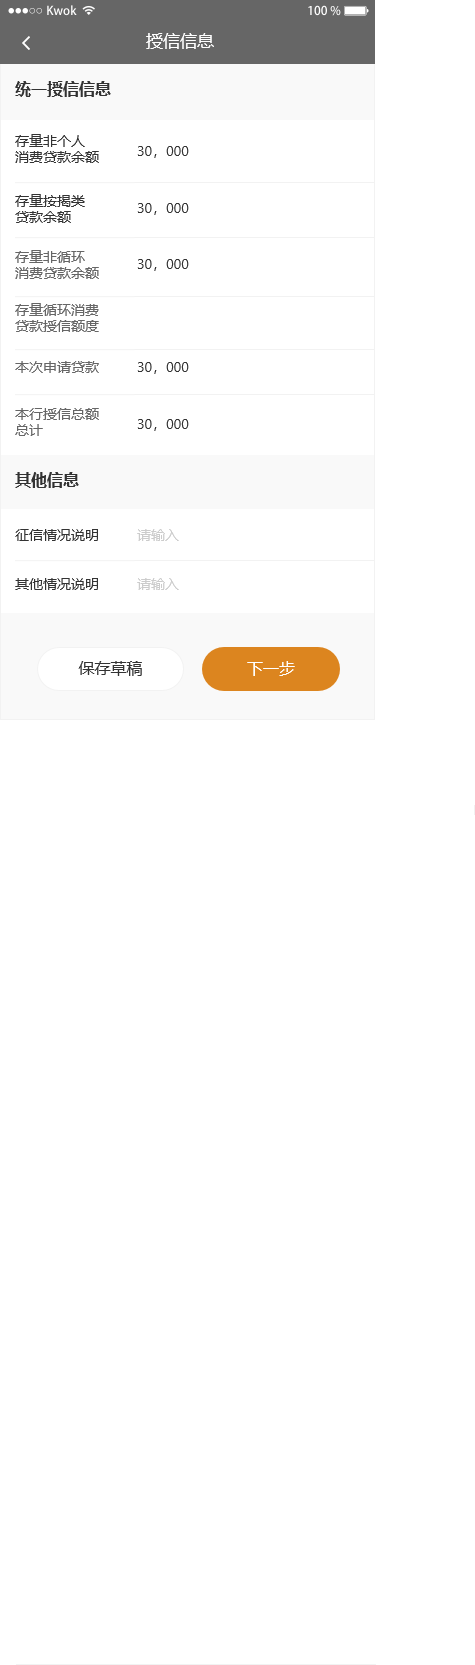 Kwok 100 %
授信信息
统一授信信息
存量非个人
消费贷款余额
30，000
存量按揭类
贷款余额
30，000
存量非循环
消费贷款余额
30，000
存量循环消费
贷款授信额度
本次申请贷款 30，000
本行授信总额
总计
30，000
其他信息
征信情况说明 请输入
其他情况说明 请输入
保存草稿 下一步